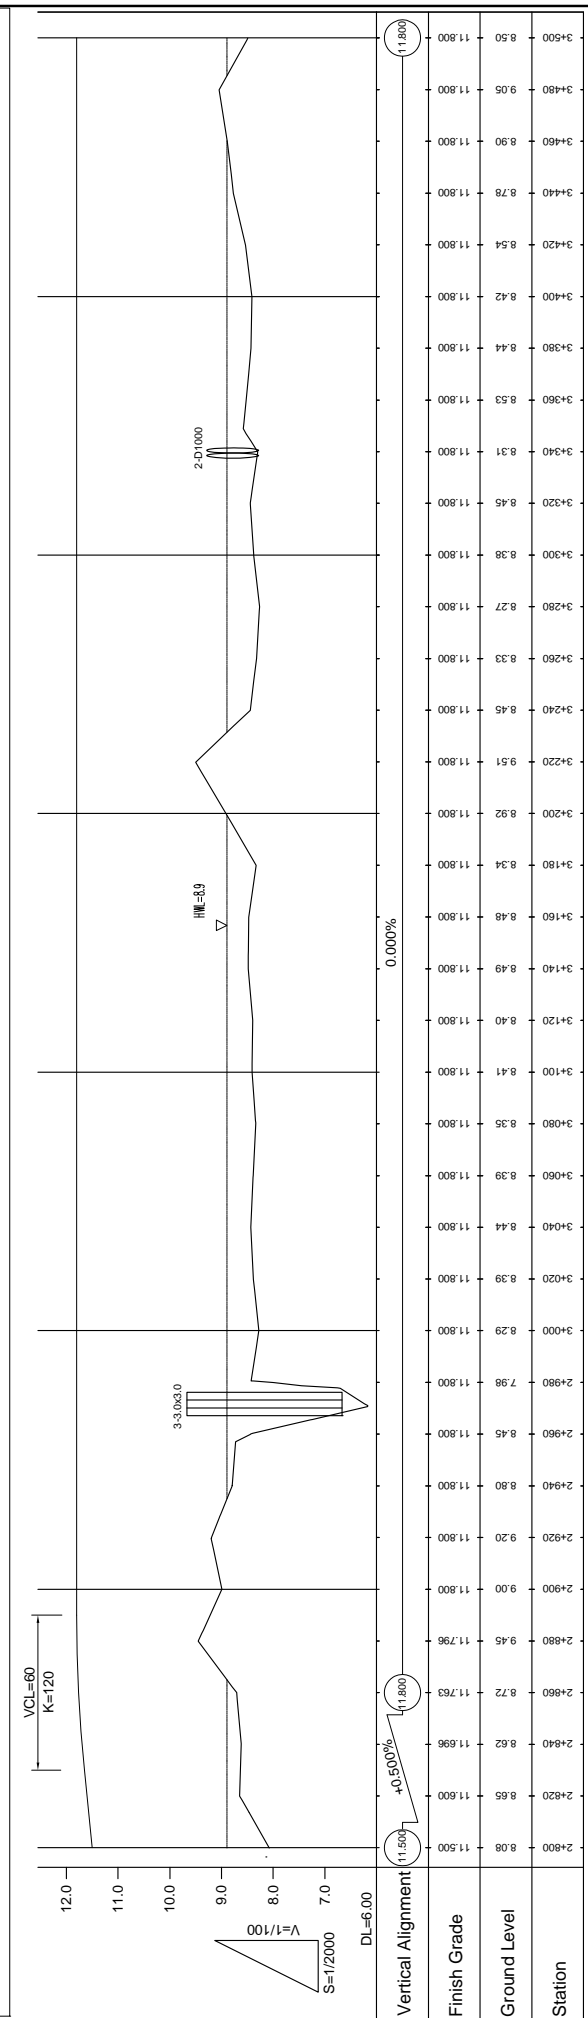 VCL=60
K=120
3-3.0x3.0
HWL=8.9
2-D1000
12.0
11.0
10.0
9.0
8.0
7.0
V=1/100
S=1/2000
DL=6.00
Vertical Alignment 11.500 +0.500% 11.800 0.000% 11.800
Finish Grade 11.500 11.600 11.696 11.763 11.796 11.800 11.800 11.800 11.800 11.800 11.800 11.800 11.800 11.800 11.800 11.800 11.800 11.800 11.800 11.800 11.800 11.800 11.800 11.800 11.800 11.800 11.800 11.800 11.800 11.800 11.800 11.800 11.800 11.800 11.800 11.800
Ground Level 8.08 8.65 8.62 8.72 9.45 9.00 9.20 8.80 8.45 7.98 8.29 8.39 8.44 8.39 8.35 8.41 8.40 8.49 8.48 8.34 8.92 9.51 8.45 8.33 8.27 8.38 8.45 8.31 8.53 8.44 8.42 8.54 8.78 8.90 9.05 8.50
Station 2+800 2+820 2+840 2+860 2+880 2+900 2+920 2+940 2+960 2+980 3+000 3+020 3+040 3+060 3+080 3+100 3+120 3+140 3+160 3+180 3+200 3+220 3+240 3+260 3+280 3+300 3+320 3+340 3+360 3+380 3+400 3+420 3+440 3+460 3+480 3+500